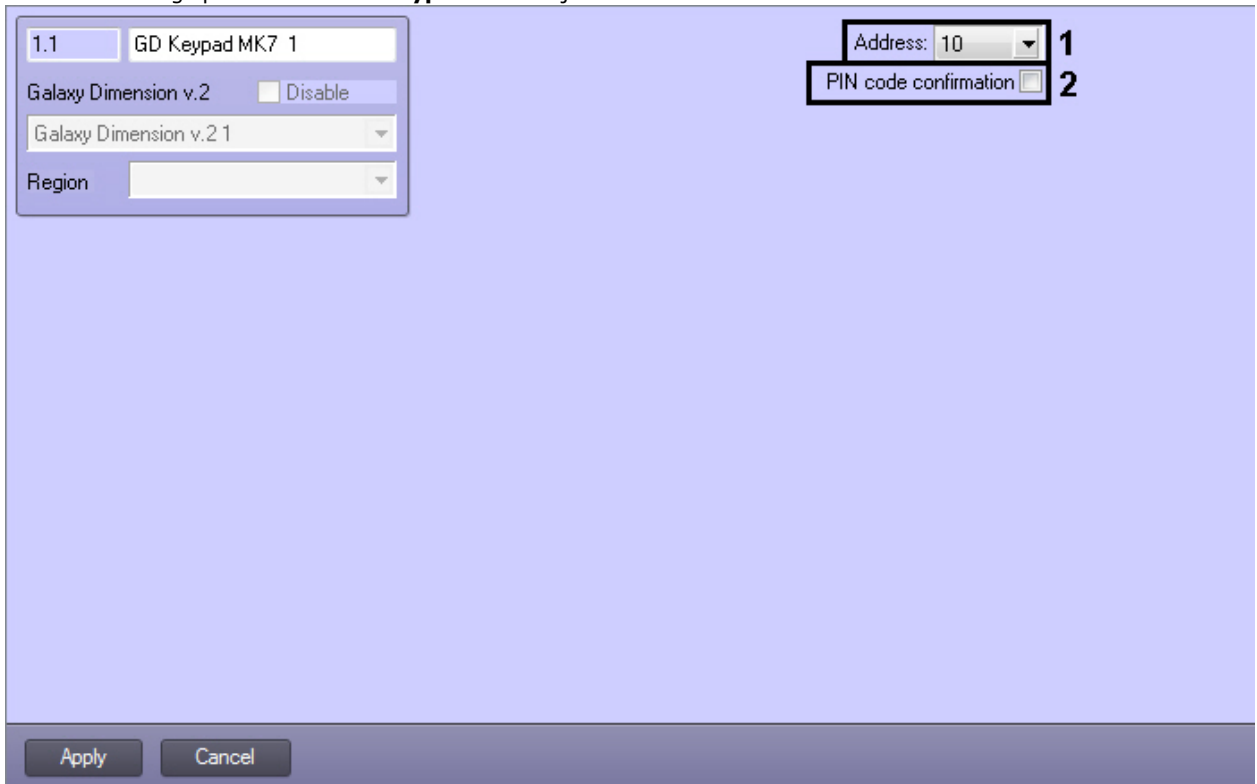 1.1 GD Keypad MK7 1
Galaxy Dimension v.2 Disable
Galaxy Dimension v.2 1
Region
Address: 10 1
PIN code confirmation 2
Apply Cancel